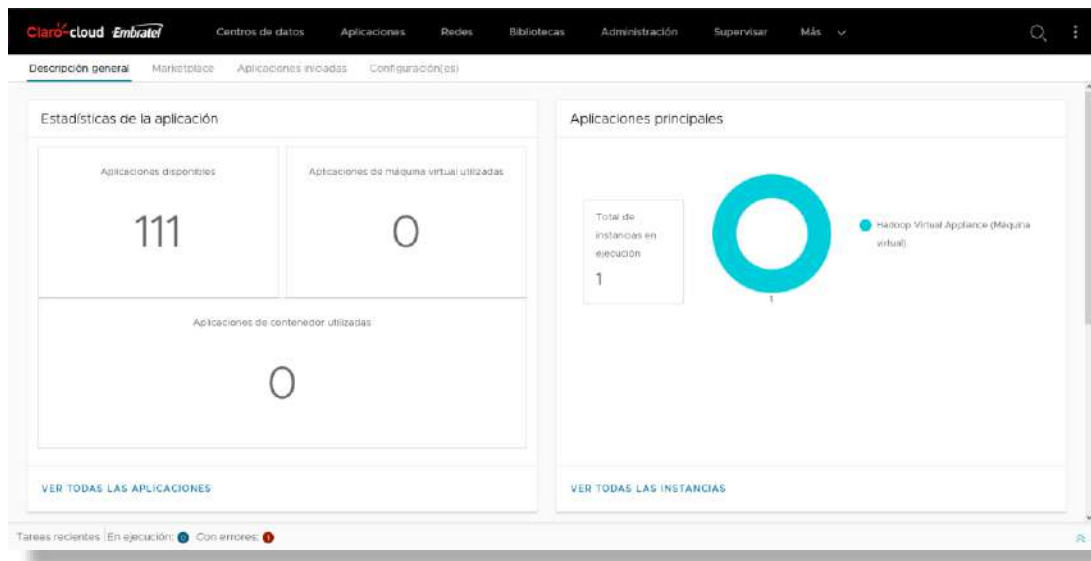 Claro-cloud Embratel Centros de datos Aplicaciones Redes Bibliotecas Administración Supervisar Más
Descripción general Marketplace Aplicaciones iniciadas Configuración(es)
Estadísticas de la aplicación
Aplicaciones disponibles
111
Aplicaciones de máquina virtual utilizadas
0
Aplicaciones de contenedor utilizadas
0
VER TODAS LAS APLICACIONES
Aplicaciones principales
Total de
instancias en
ejecución
1
1
Hadoop Virtual Appliance (Máquina
virtual)
VER TODAS LAS INSTANCIAS
Tareas recientes En ejecución: 0 Con errores: 1